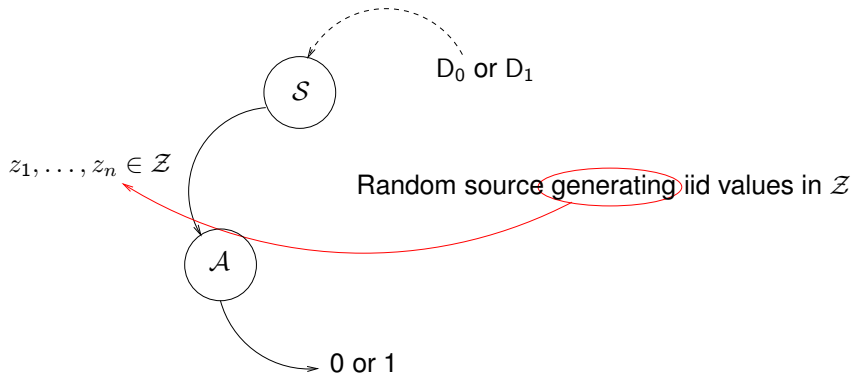 D₀ or D₁
𝒮
z₁, . . . , zₙ ∈ 𝒵
Random source generating iid values in 𝒵
𝒜
0 or 1